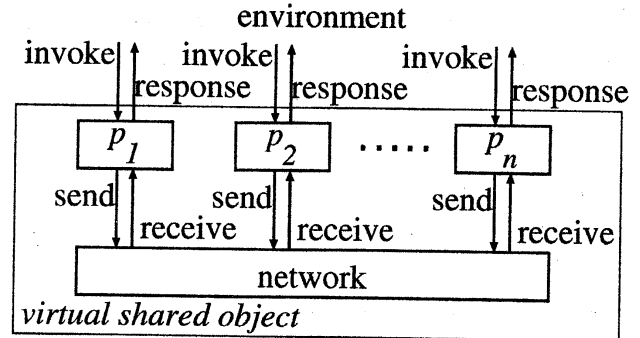 environment
invoke invoke invoke
response response response
p1 p2 ..... pn
send send send
receive receive receive
network
virtual shared object